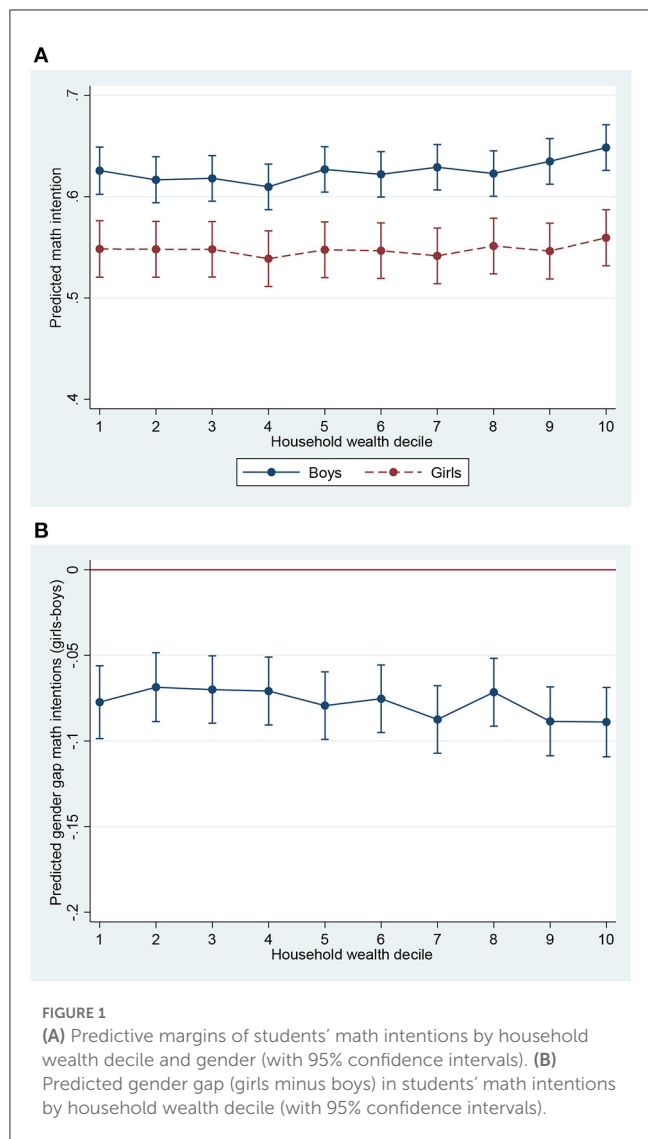 A
Predicted math intention
.7
.6
.5
.4
1 2 3 4 5 6 7 8 9 10
Household wealth decile
Boys Girls
B
Predicted gender gap math intentions (girls-boys)
0
-.05
-.1
-.15
-.2
1 2 3 4 5 6 7 8 9 10
Household wealth decile
FIGURE 1
(A) Predictive margins of students' math intentions by household
wealth decile and gender (with 95% confidence intervals). (B)
Predicted gender gap (girls minus boys) in students' math intentions
by household wealth decile (with 95% confidence intervals).